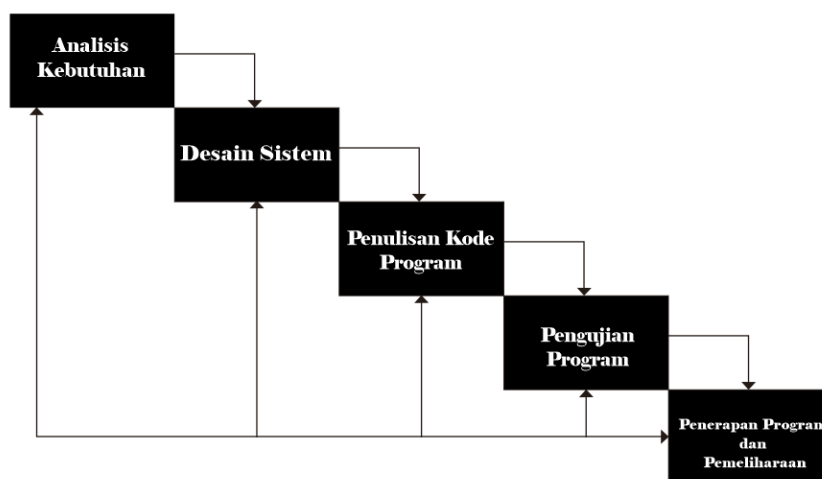 Analisis
Kebutuhan
Desain Sistem
Penulisan Kode
Program
Pengujian
Program
Penerapan Program
dan
Pemeliharaan